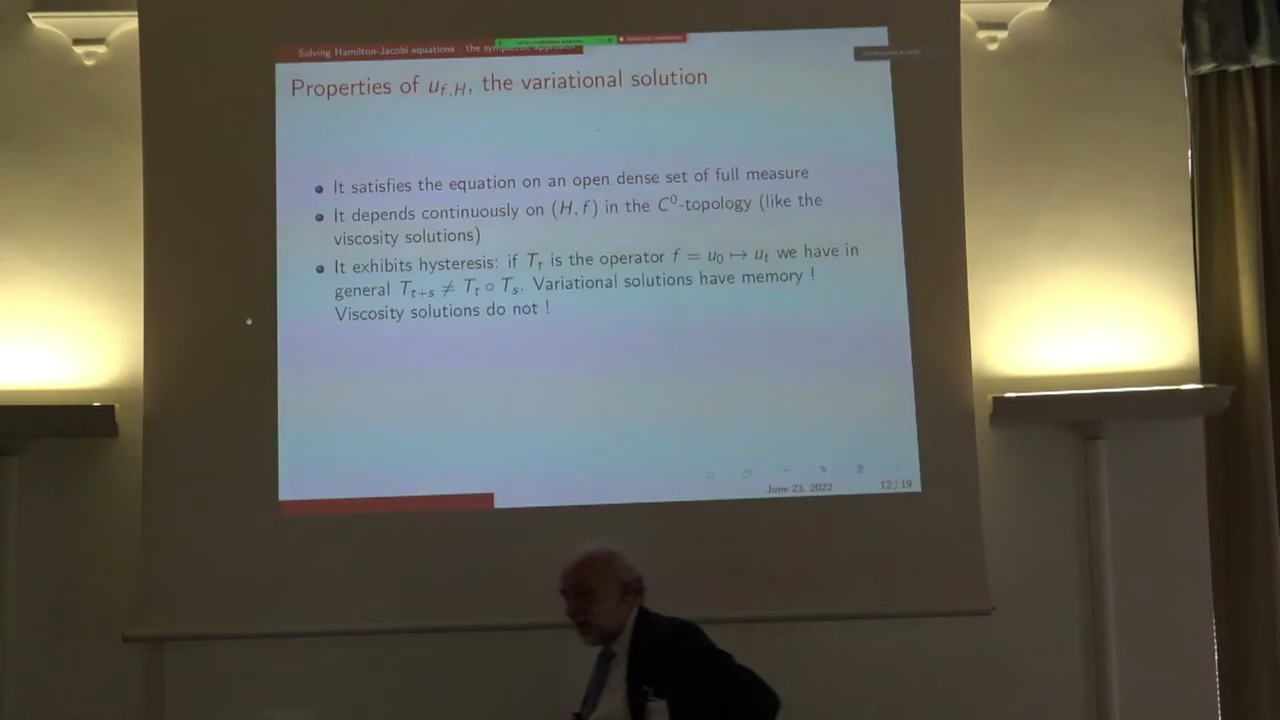 Solving Hamilton-Jacobi equations . the symplectic approach
Properties of u_{f,H}, the variational solution
It satisfies the equation on an open dense set of full measure
It depends continuously on (H, f) in the C⁰-topology (like the
viscosity solutions)
It exhibits hysteresis: if T_t is the operator f = u₀ ↦ u_t we have in
general T_{t+s} ≠ T_t ∘ T_s. Variational solutions have memory !
Viscosity solutions do not !
June 23, 2022 12 / 19